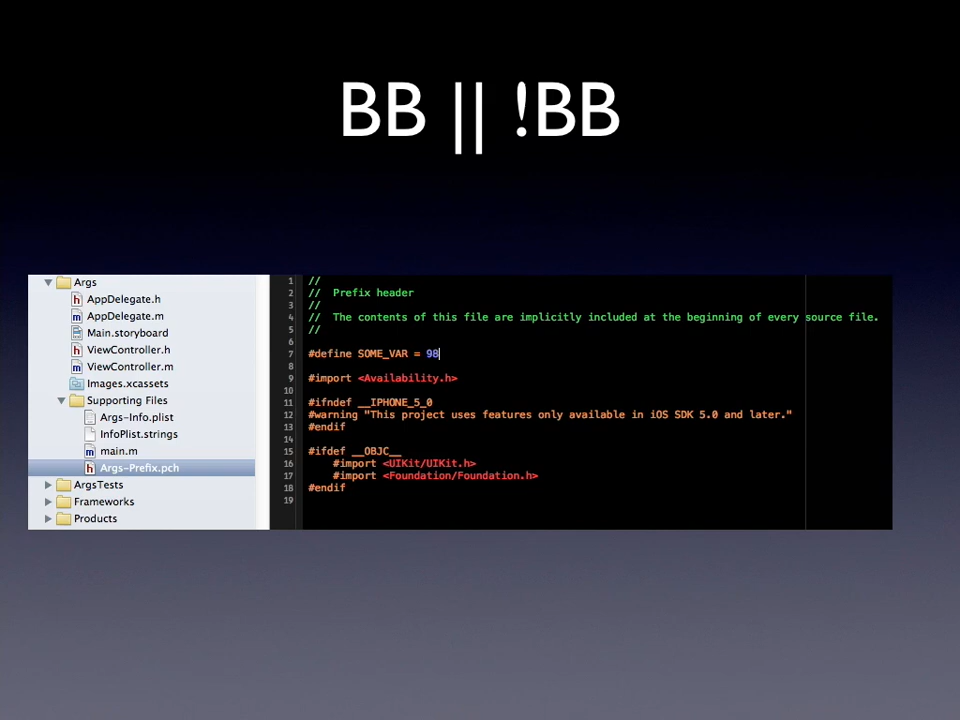 BB || !BB
Args
AppDelegate.h
AppDelegate.m
Main.storyboard
ViewController.h
ViewController.m
Images.xcassets
Supporting Files
Args-Info.plist
InfoPlist.strings
main.m
Args-Prefix.pch
ArgsTests
Frameworks
Products
1 //
2 // Prefix header
3 //
4 // The contents of this file are implicitly included at the beginning of every source file.
5 //
6
7 #define SOME_VAR = 98
8
9 #import <Availability.h>
10
11 #ifndef __IPHONE_5_0
12 #warning "This project uses features only available in iOS SDK 5.0 and later."
13 #endif
14
15 #ifdef __OBJC__
16 #import <UIKit/UIKit.h>
17 #import <Foundation/Foundation.h>
18 #endif
19